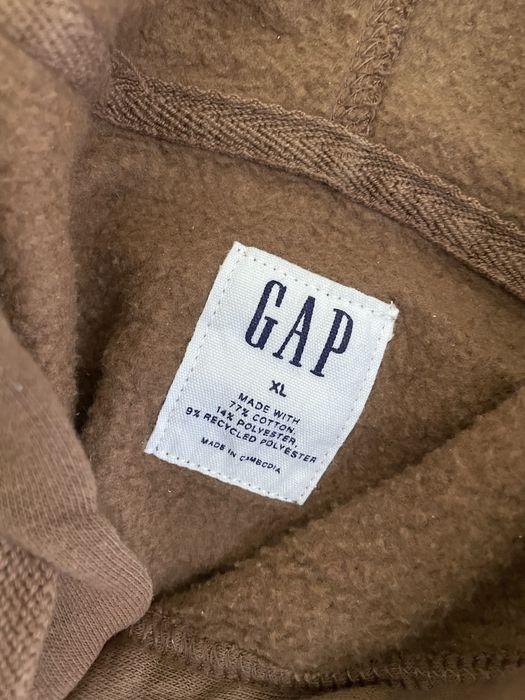 GAP
XL
MADE WITH
77% COTTON,
14% POLYESTER,
9% RECYCLED POLYESTER
MADE IN CAMBODIA